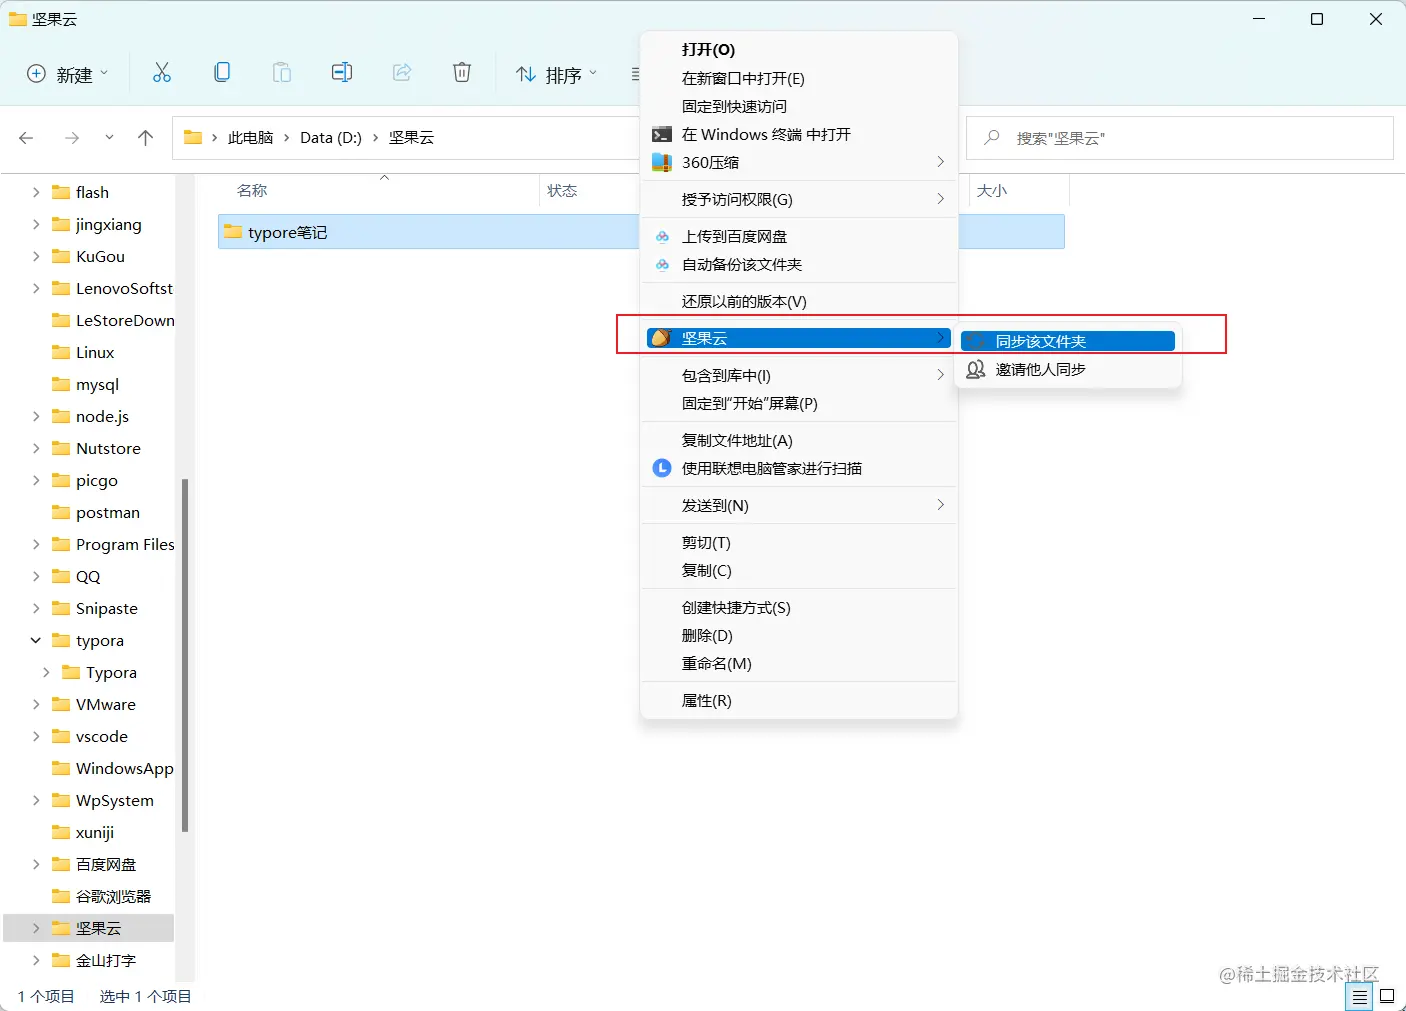 坚果云
新建
排序
此电脑 > Data (D:) > 坚果云
搜索"坚果云"
名称
状态
大小
typore笔记
flash
jingxiang
KuGou
LenovoSoftst
LeStoreDown
Linux
mysql
node.js
Nutstore
picgo
postman
Program Files
QQ
Snipaste
typora
Typora
VMware
vscode
WindowsApp
WpSystem
xuniji
百度网盘
谷歌浏览器
坚果云
金山打字
打开(O)
在新窗口中打开(E)
固定到快速访问
在 Windows 终端 中打开
360压缩
授予访问权限(G)
上传到百度网盘
自动备份该文件夹
还原以前的版本(V)
坚果云
同步该文件夹
邀请他人同步
包含到库中(I)
固定到"开始"屏幕(P)
复制文件地址(A)
使用联想电脑管家进行扫描
发送到(N)
剪切(T)
复制(C)
创建快捷方式(S)
删除(D)
重命名(M)
属性(R)
1 个项目
选中 1 个项目
@稀土掘金技术社区